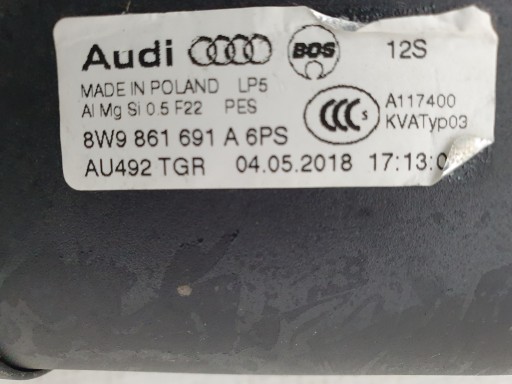 Audi BOS 12S
MADE IN POLAND LP5
Al Mg Si 0.5 F22 PES
CCC S A117400
KVATyp03
8W9 861 691 A 6PS
AU492 TGR 04.05.2018 17:13:0